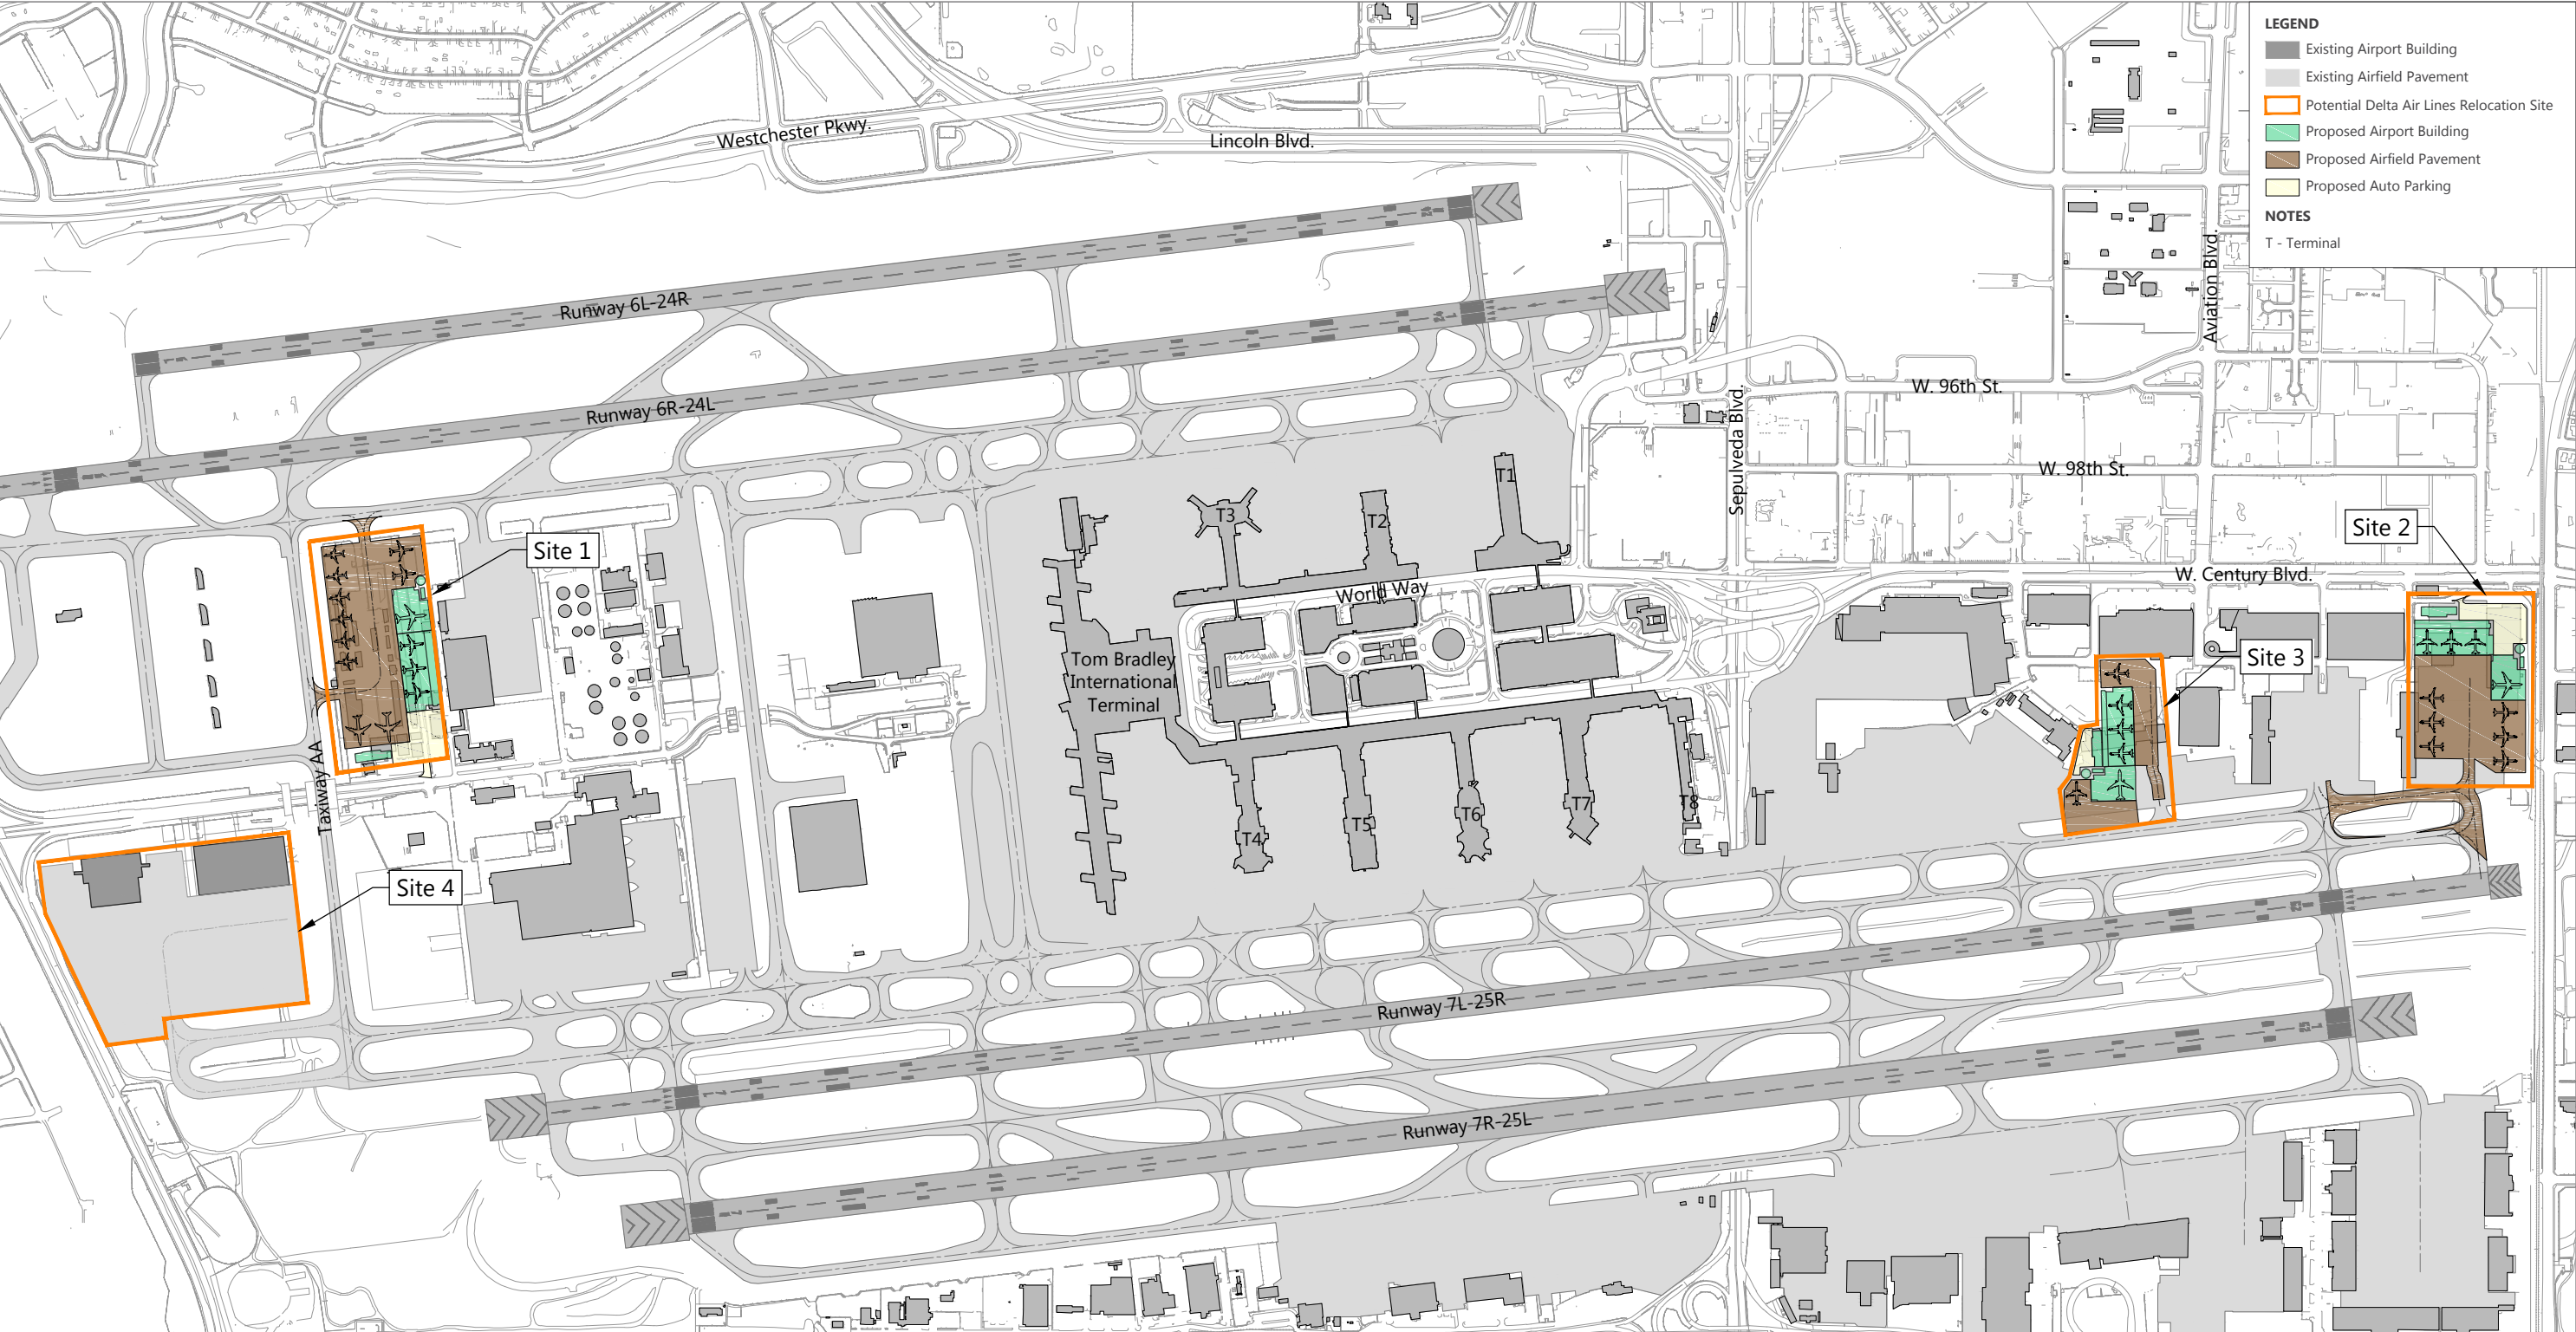 LEGEND
Existing Airport Building
Existing Airfield Pavement
Potential Delta Air Lines Relocation Site
Proposed Airport Building
Proposed Airfield Pavement
Proposed Auto Parking
NOTES
T - Terminal
Westchester Pkwy.
Lincoln Blvd.
Aviation Blvd.
Runway 6L-24R
Runway 6R-24L
W. 96th St.
Sepulveda Blvd.
W. 98th St.
T1
T3
T2
Site 2
Site 1
W. Century Blvd.
World Way
Tom Bradley
International
Terminal
Site 3
Taxiway AA
T8
T7
T6
T5
T4
Site 4
Runway 7L-25R
Runway 7R-25L